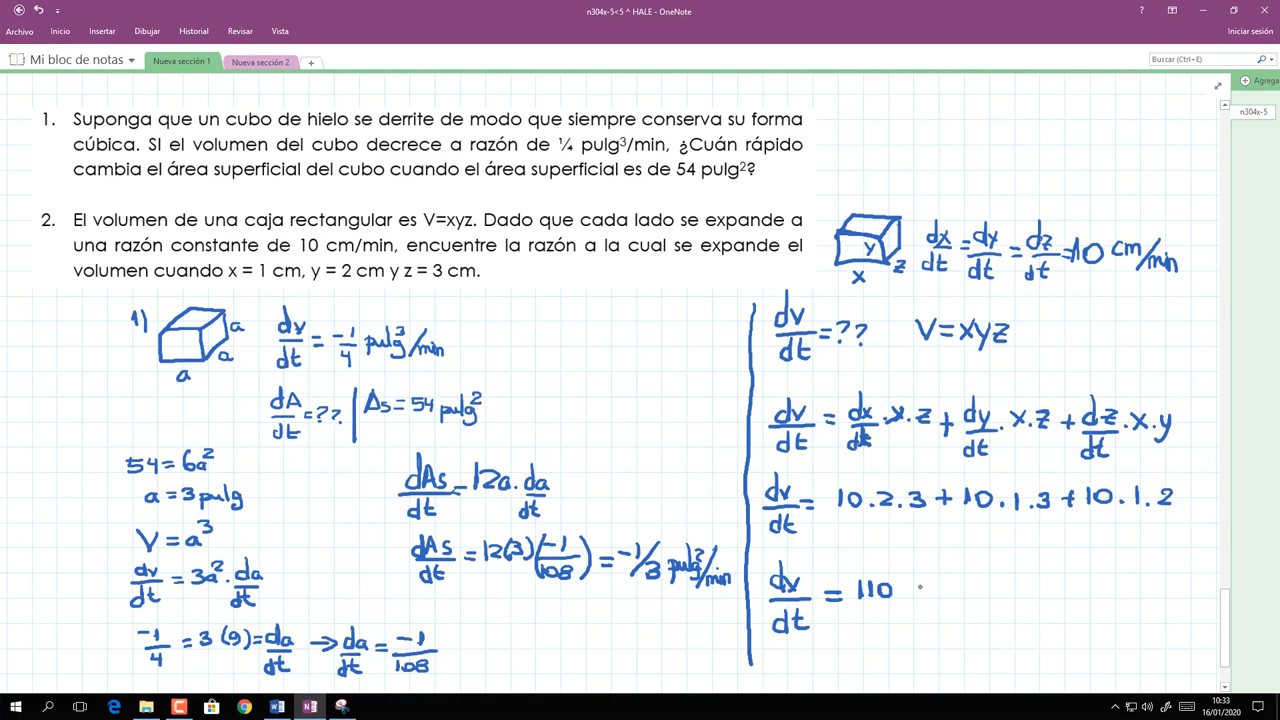 n304x-5<5 ^ HALE - OneNote
Archivo Inicio Insertar Dibujar Historial Revisar Vista Iniciar sesión
Mi bloc de notas Nueva sección 1 Nueva sección 2 Buscar (Ctrl+E)
Agrega
n304x-5
1. Suponga que un cubo de hielo se derrite de modo que siempre conserva su forma
cúbica. SI el volumen del cubo decrece a razón de ¼ pulg³/min, ¿Cuán rápido
cambia el área superficial del cubo cuando el área superficial es de 54 pulg²?
2. El volumen de una caja rectangular es V=xyz. Dado que cada lado se expande a
una razón constante de 10 cm/min, encuentre la razón a la cual se expande el
volumen cuando x = 1 cm, y = 2 cm y z = 3 cm.
y x z
dx/dt = dy/dt = dz/dt = 10 cm/min
1) a a a
dv/dt = -1/4 pulg³/min
dA/dt = ?? | As = 54 pulg²
54 = 6a²
a = 3 pulg
V = a³
dv/dt = 3a² . da/dt
-1/4 = 3 (9) = da/dt → da/dt = -1/108
dAs/dt = 12a . da/dt
dAs/dt = 12(3)(-1/108) = -1/3 pulg²/min
dv/dt = ?? V = xyz
dv/dt = dx/dt . y . z + dy/dt . x . z + dz/dt . x . y
dv/dt = 10 . 2 . 3 + 10 . 1 . 3 + 10 . 1 . 2
dv/dt = 110
10:33
16/01/2020